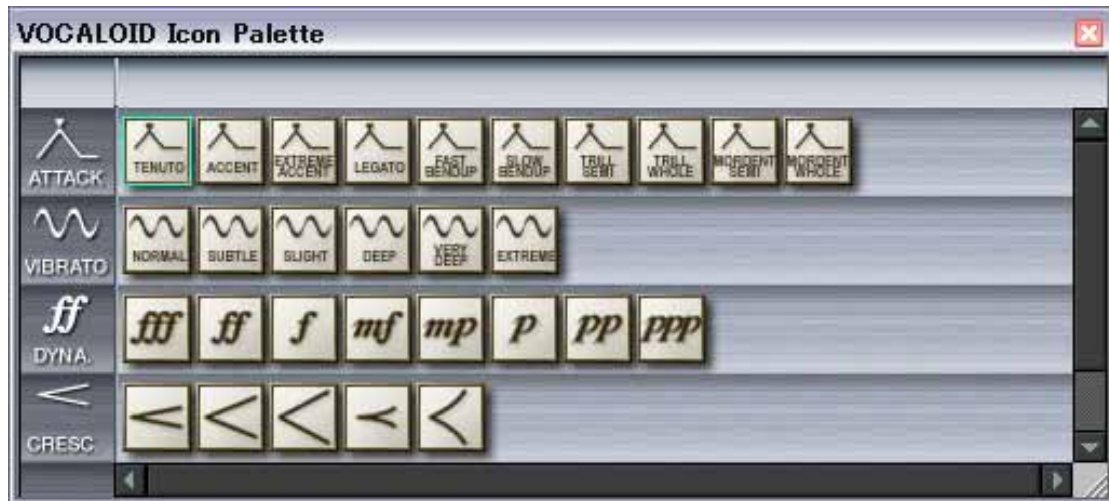 VOCALOID Icon Palette
ATTACK
TENUTO
ACCENT
EXTREME
ACCENT
LEGATO
FAST
BENDUP
SLOW
BENDUP
TRILL
SEMI
TRILL
WHOLE
MORDENT
SEMI
MORDENT
WHOLE
VIBRATO
NORMAL
SUBTLE
SLIGHT
DEEP
VERY
DEEP
EXTREME
ff
DYNA.
fff ff f mf mp p pp ppp
CRESC